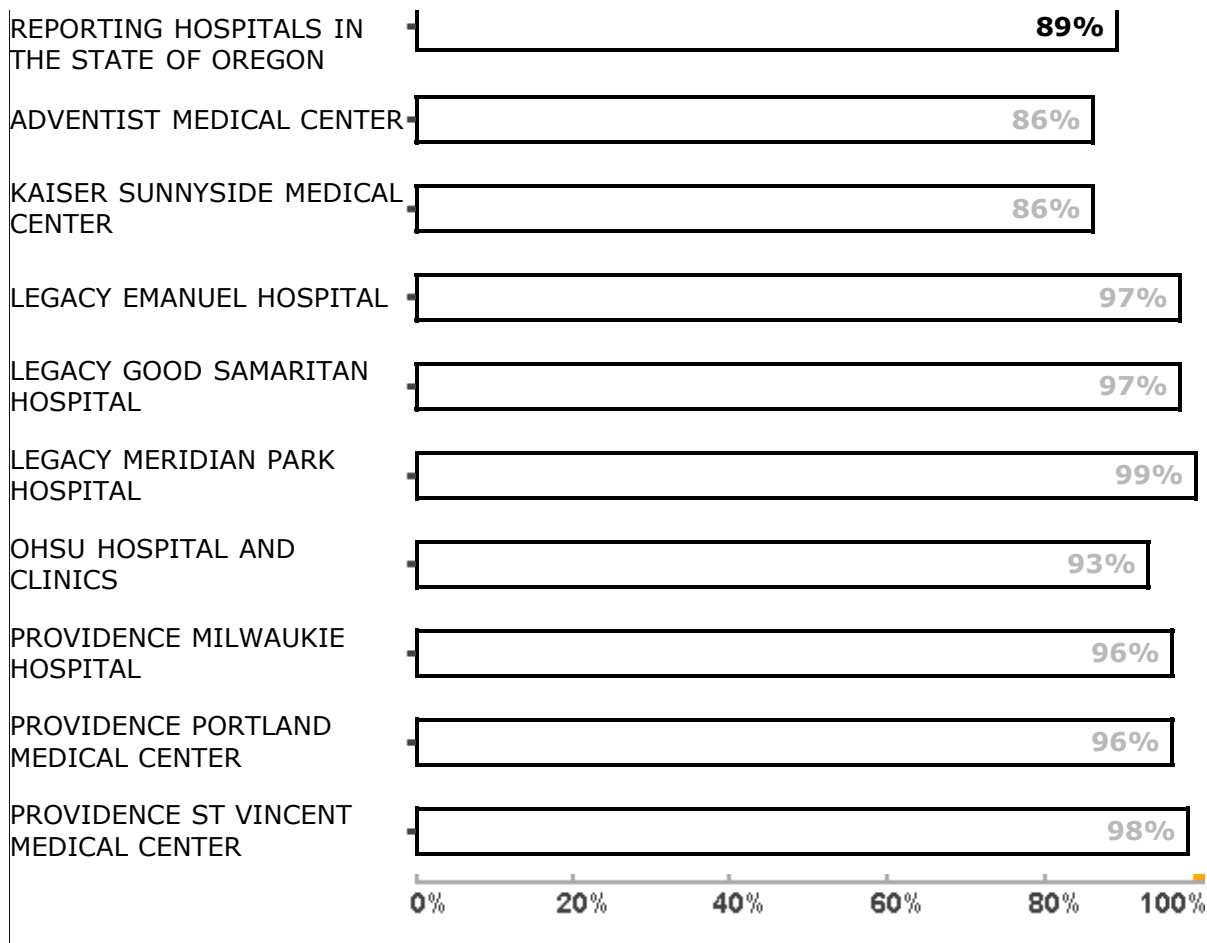 REPORTING HOSPITALS IN
THE STATE OF OREGON
89%
ADVENTIST MEDICAL CENTER
86%
KAISER SUNNYSIDE MEDICAL
CENTER
86%
LEGACY EMANUEL HOSPITAL
97%
LEGACY GOOD SAMARITAN
HOSPITAL
97%
LEGACY MERIDIAN PARK
HOSPITAL
99%
OHSU HOSPITAL AND
CLINICS
93%
PROVIDENCE MILWAUKIE
HOSPITAL
96%
PROVIDENCE PORTLAND
MEDICAL CENTER
96%
PROVIDENCE ST VINCENT
MEDICAL CENTER
98%
0% 20% 40% 60% 80% 100%